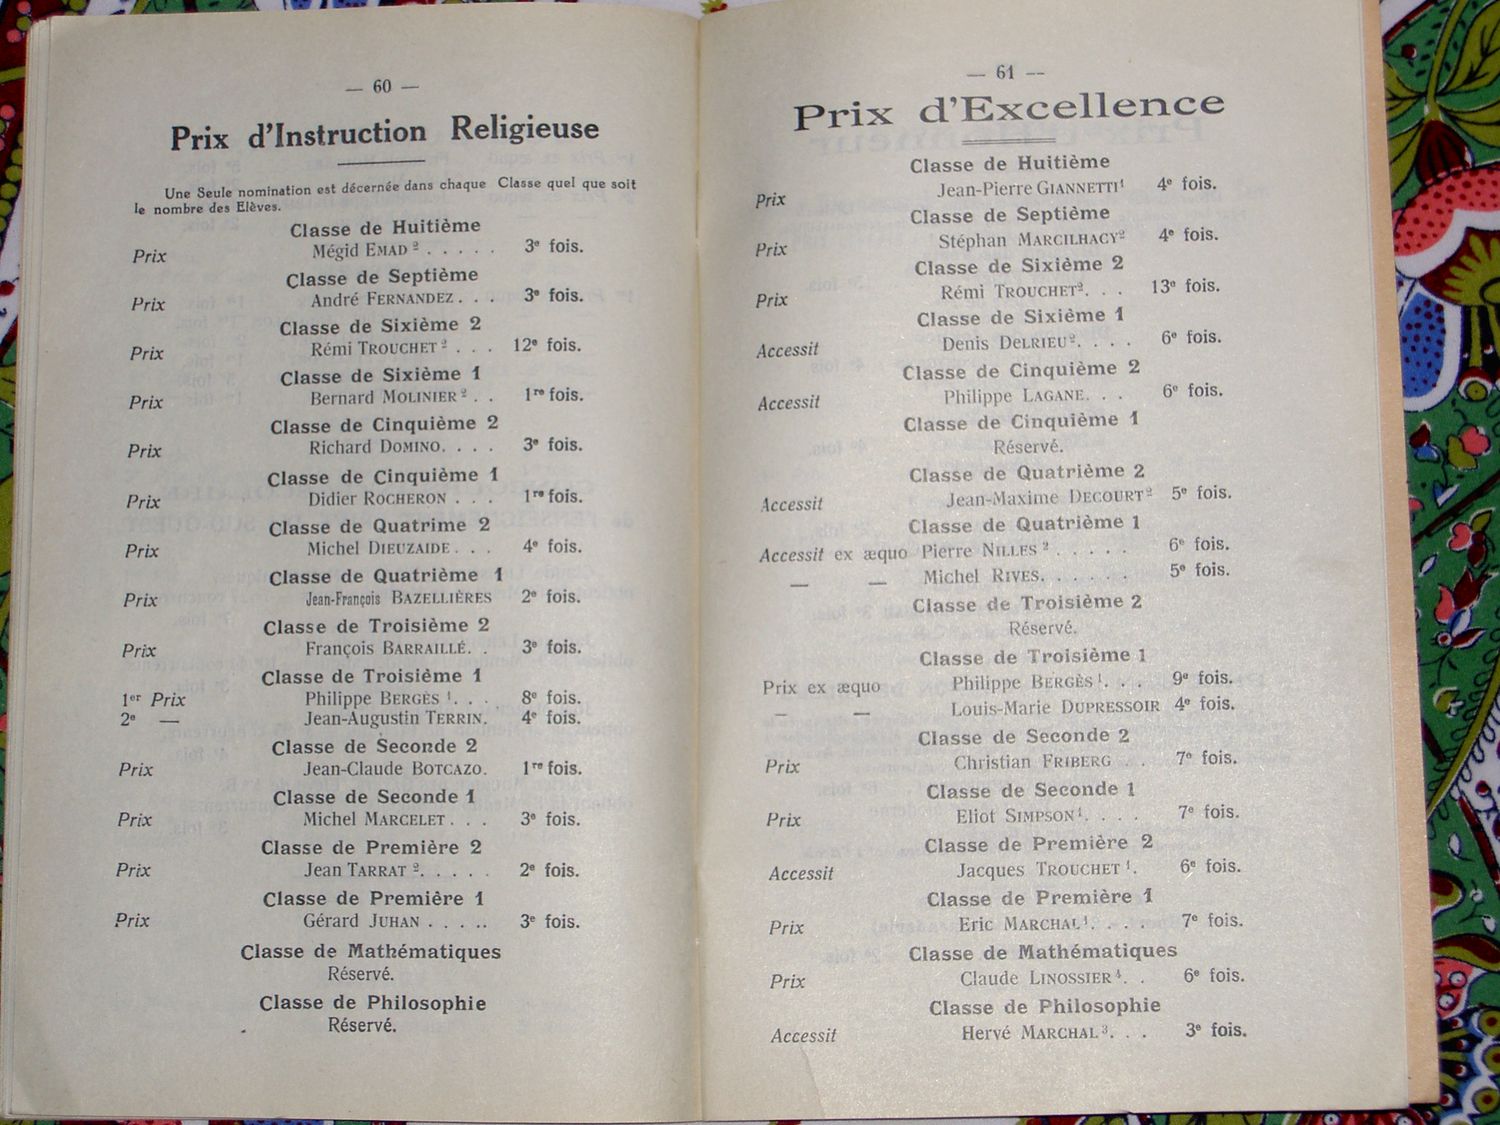 — 60 —
Prix d'Instruction Religieuse
Une Seule nomination est décernée dans chaque Classe quel que soit
le nombre des Elèves.
Classe de Huitième
Prix Mégid EMAD ² . . . . . 3e fois.
Classe de Septième
Prix André FERNANDEZ . . . 3e fois.
Classe de Sixième 2
Prix Rémi TROUCHET ² . . . 12e fois.
Classe de Sixième 1
Prix Bernard MOLINIER ² . . 1re fois.
Classe de Cinquième 2
Prix Richard DOMINO. . . . 3e fois.
Classe de Cinquième 1
Prix Didier ROCHERON . . . 1re fois.
Classe de Quatrime 2
Prix Michel DIEUZAIDE . . . 4e fois.
Classe de Quatrième 1
Prix Jean-François BAZELLIÈRES 2e fois.
Classe de Troisième 2
Prix François BARRAILLÉ. . 3e fois.
Classe de Troisième 1
1er Prix Philippe BERGÈS ¹. . . . 8e fois.
2e — Jean-Augustin TERRIN. 4e fois.
Classe de Seconde 2
Prix Jean-Claude BOTCAZO. 1re fois.
Classe de Seconde 1
Prix Michel MARCELET . . . 3e fois.
Classe de Première 2
Prix Jean TARRAT ². . . . . 2e fois.
Classe de Première 1
Prix Gérard JUHAN . . . . . 3e fois.
Classe de Mathématiques
Réservé.
Classe de Philosophie
Réservé.
— 61 —
Prix d'Excellence
Classe de Huitième
Prix Jean-Pierre GIANNETTI¹ 4e fois.
Classe de Septième
Prix Stéphan MARCILHACY² 4e fois.
Classe de Sixième 2
Prix Rémi TROUCHET². . . 13e fois.
Classe de Sixième 1
Accessit Denis DELRIEU². . . . 6e fois.
Classe de Cinquième 2
Accessit Philippe LAGANE. . . 6e fois.
Classe de Cinquième 1
Réservé.
Classe de Quatrième 2
Accessit Jean-Maxime DECOURT² 5e fois.
Classe de Quatrième 1
Accessit ex æquo Pierre NILLES ² . . . . . 6e fois.
— — Michel RIVES. . . . . . 5e fois.
Classe de Troisième 2
Réservé.
Classe de Troisième 1
Prix ex æquo Philippe BERGÈS ¹. . . 9e fois.
— — Louis-Marie DUPRESSOIR 4e fois.
Classe de Seconde 2
Prix Christian FRIBERG . . 7e fois.
Classe de Seconde 1
Prix Eliot SIMPSON ¹. . . . 7e fois.
Classe de Première 2
Accessit Jacques TROUCHET ¹. 6e fois.
Classe de Première 1
Prix Eric MARCHAL ¹. . . . 7e fois.
Classe de Mathématiques
Prix Claude LINOSSIER ⁴. . 6e fois.
Classe de Philosophie
Accessit Hervé MARCHAL ³. . . 3e fois.